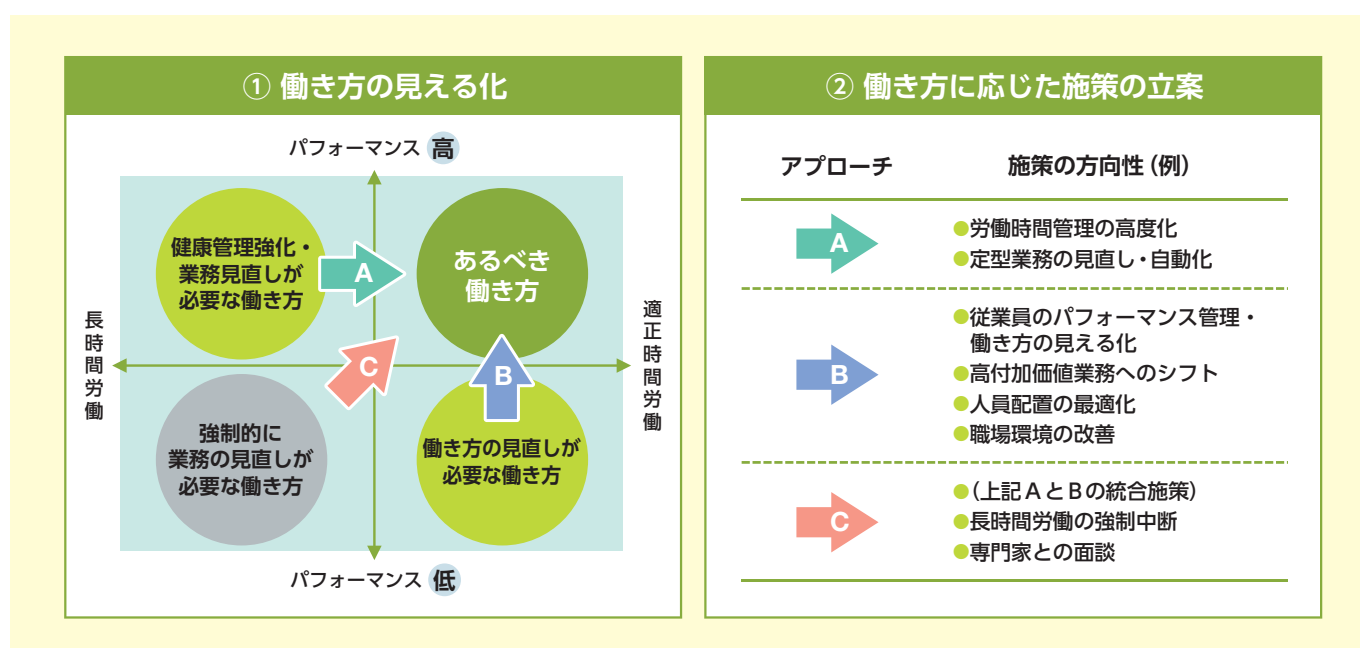 ① 働き方の見える化
パフォーマンス 高
健康管理強化・
業務見直しが
必要な働き方
A
あるべき
働き方
長時間労働
適正時間労働
C
B
強制的に
業務の見直しが
必要な働き方
働き方の見直しが
必要な働き方
パフォーマンス 低
② 働き方に応じた施策の立案
アプローチ 施策の方向性（例）
A
●労働時間管理の高度化
●定型業務の見直し・自動化
B
●従業員のパフォーマンス管理・
働き方の見える化
●高付加価値業務へのシフト
●人員配置の最適化
●職場環境の改善
C
●（上記AとBの統合施策）
●長時間労働の強制中断
●専門家との面談